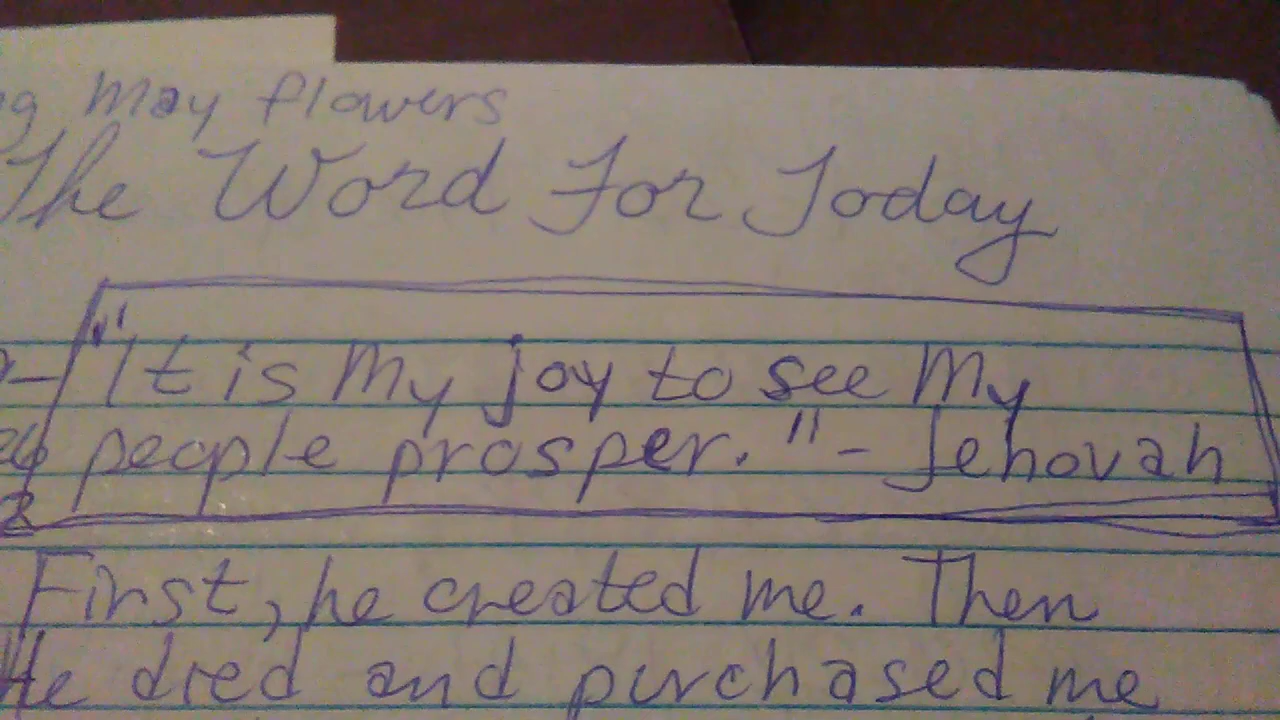 g May flowers
The Word For Today
"It is My joy to see My
people prosper." - Jehovah
First, he created me. Then
He died and purchased me